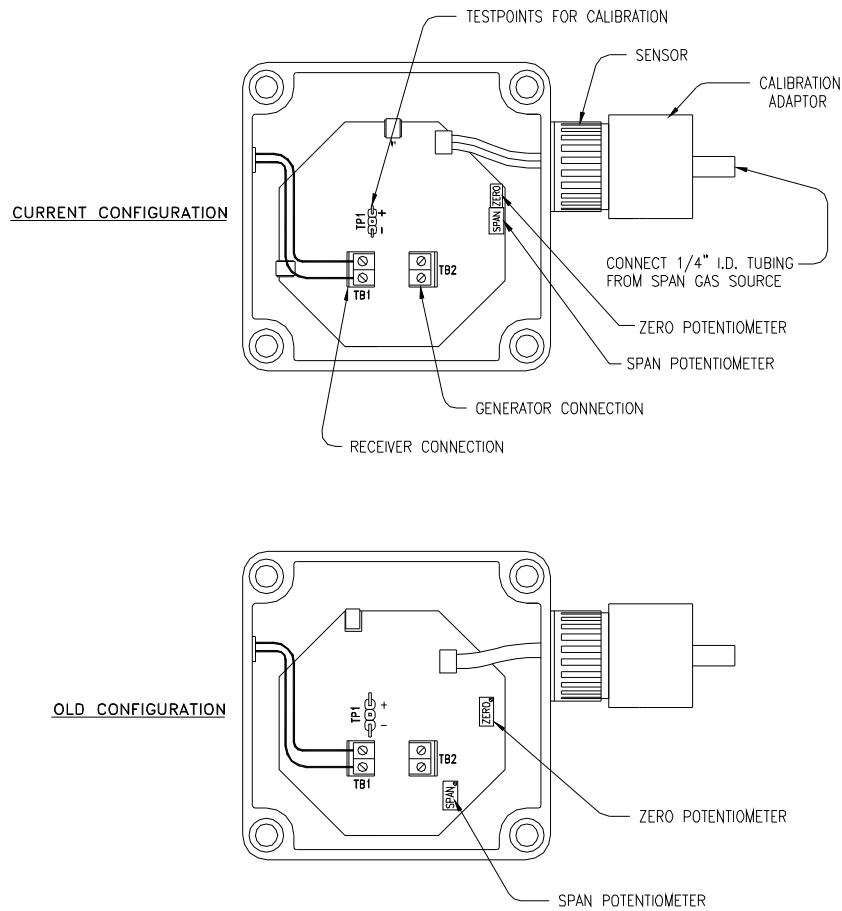 TESTPOINTS FOR CALIBRATION
SENSOR
CALIBRATION
ADAPTOR
CURRENT CONFIGURATION
TP1
+
-
ZERO
SPAN
TB1
TB2
CONNECT 1/4" I.D. TUBING
FROM SPAN GAS SOURCE
ZERO POTENTIOMETER
SPAN POTENTIOMETER
GENERATOR CONNECTION
RECEIVER CONNECTION
OLD CONFIGURATION
TP1
+
-
ZERO
TB1
TB2
SPAN
ZERO POTENTIOMETER
SPAN POTENTIOMETER